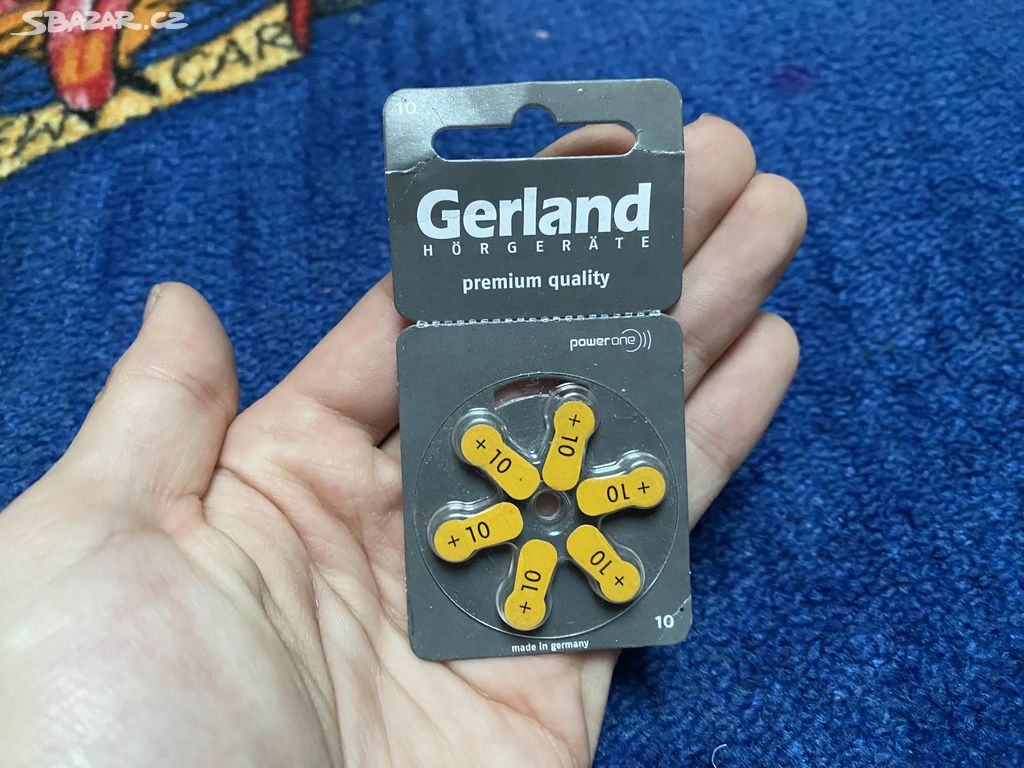 SBAZAR.CZ
CAR
10
Gerland
HÖRGERÄTE
premium quality
powerone
+ 10
+ 10
+ 10
+ 10
+ 10
+ 10
10
made in germany